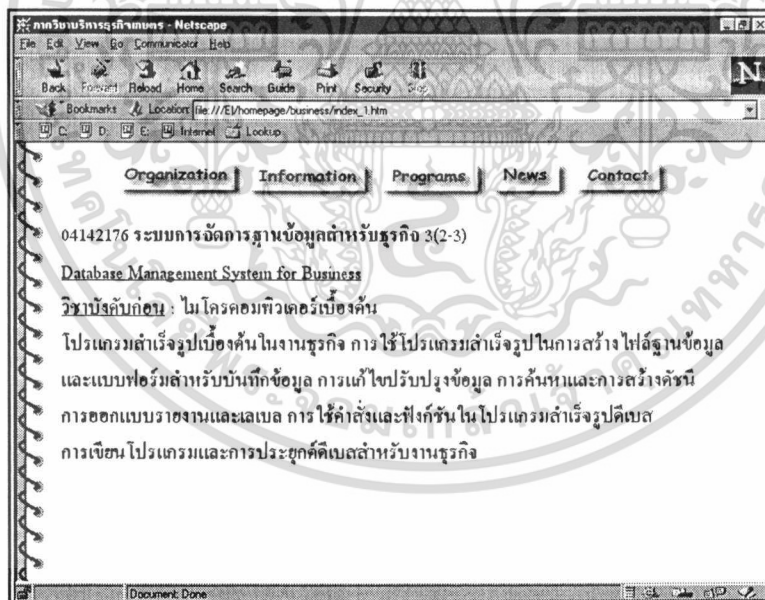 ภาควิชาบริหารธุรกิจเกษตร - Netscape
File Edit View Go Communicator Help
Back Forward Reload Home Search Guide Print Security Stop
N
Bookmarks Location: file:///E|/homepage/business/index_1.htm
C: D: E: Internet Lookup
Organization Information Programs News Contact
04142176 ระบบการจัดการฐานข้อมูลสำหรับธุรกิจ 3(2-3)
Database Management System for Business
วิชาบังคับก่อน : ไมโครคอมพิวเตอร์เบื้องต้น
โปรแกรมสำเร็จรูปเบื้องต้นในงานธุรกิจ การใช้โปรแกรมสำเร็จรูปในการสร้างไฟล์ฐานข้อมูล
และแบบฟอร์มสำหรับบันทึกข้อมูล การแก้ไขปรับปรุงข้อมูล การค้นหาและการสร้างดัชนี
การออกแบบรายงานและเลเบล การใช้คำสั่งและฟังก์ชันในโปรแกรมสำเร็จรูปดีเบส
การเขียนโปรแกรมและการประยุกต์ดีเบสสำหรับงานธุรกิจ
Document: Done